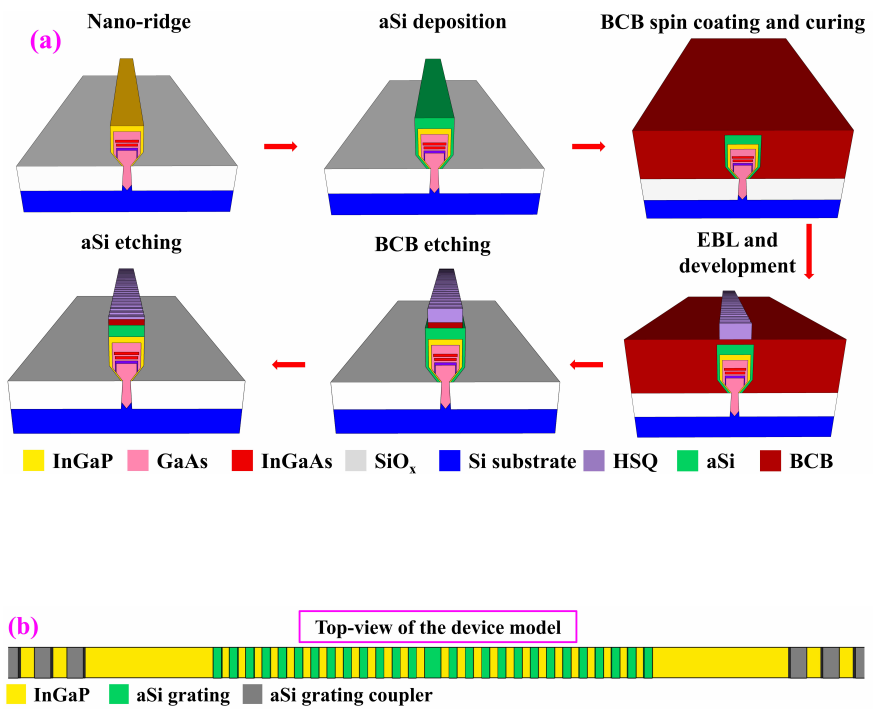 (a)
Nano-ridge
aSi deposition
BCB spin coating and curing
aSi etching
BCB etching
EBL and
development
InGaP GaAs InGaAs SiOx Si substrate HSQ aSi BCB
(b)
Top-view of the device model
InGaP aSi grating aSi grating coupler